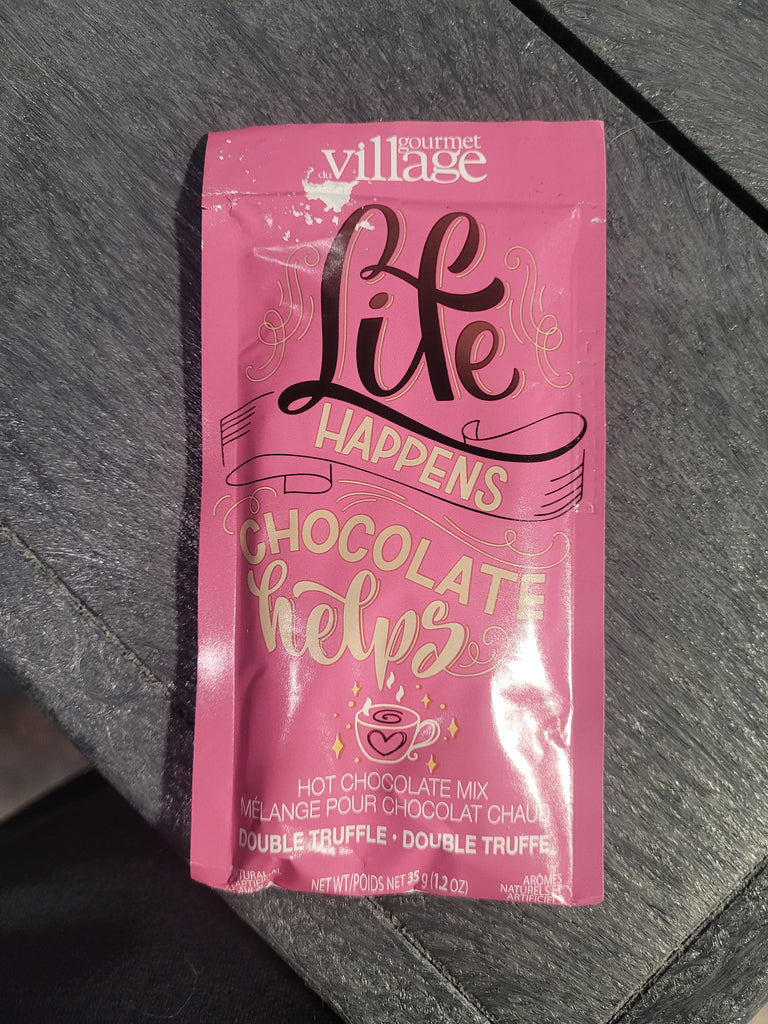 gourmet
du village
Life
HAPPENS
CHOCOLATE
helps
HOT CHOCOLATE MIX
MÉLANGE POUR CHOCOLAT CHAUD
DOUBLE TRUFFLE • DOUBLE TRUFFE
NET WT/POIDS NET 35 g (1.2 OZ)
ARÔMES
NATURELS ET
ARTIFICIELS